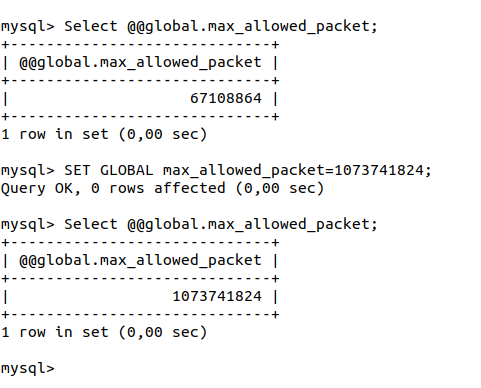 mysql> Select @@global.max_allowed_packet;
+-----------------------------+
| @@global.max_allowed_packet |
+-----------------------------+
|                    67108864 |
+-----------------------------+
1 row in set (0,00 sec)
mysql> SET GLOBAL max_allowed_packet=1073741824;
Query OK, 0 rows affected (0,00 sec)
mysql> Select @@global.max_allowed_packet;
+-----------------------------+
| @@global.max_allowed_packet |
+-----------------------------+
|                  1073741824 |
+-----------------------------+
1 row in set (0,00 sec)
mysql>